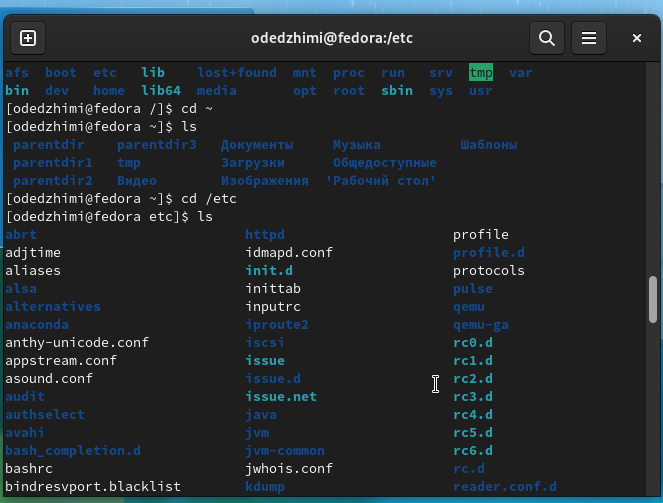 odedzhimi@fedora:/etc
afs boot etc lib lost+found mnt proc run srv tmp var
bin dev home lib64 media opt root sbin sys usr
[odedzhimi@fedora /]$ cd ~
[odedzhimi@fedora ~]$ ls
parentdir parentdir3 Документы Музыка Шаблоны
parentdir1 tmp Загрузки Общедоступные
parentdir2 Видео Изображения 'Рабочий стол'
[odedzhimi@fedora ~]$ cd /etc
[odedzhimi@fedora etc]$ ls
abrt httpd profile
adjtime idmapd.conf profile.d
aliases init.d protocols
alsa inittab pulse
alternatives inputrc qemu
anaconda iproute2 qemu-ga
anthy-unicode.conf iscsi rc0.d
appstream.conf issue rc1.d
asound.conf issue.d rc2.d
audit issue.net rc3.d
authselect java rc4.d
avahi jvm rc5.d
bash_completion.d jvm-common rc6.d
bashrc jwhois.conf rc.d
bindresvport.blacklist kdump reader.conf.d